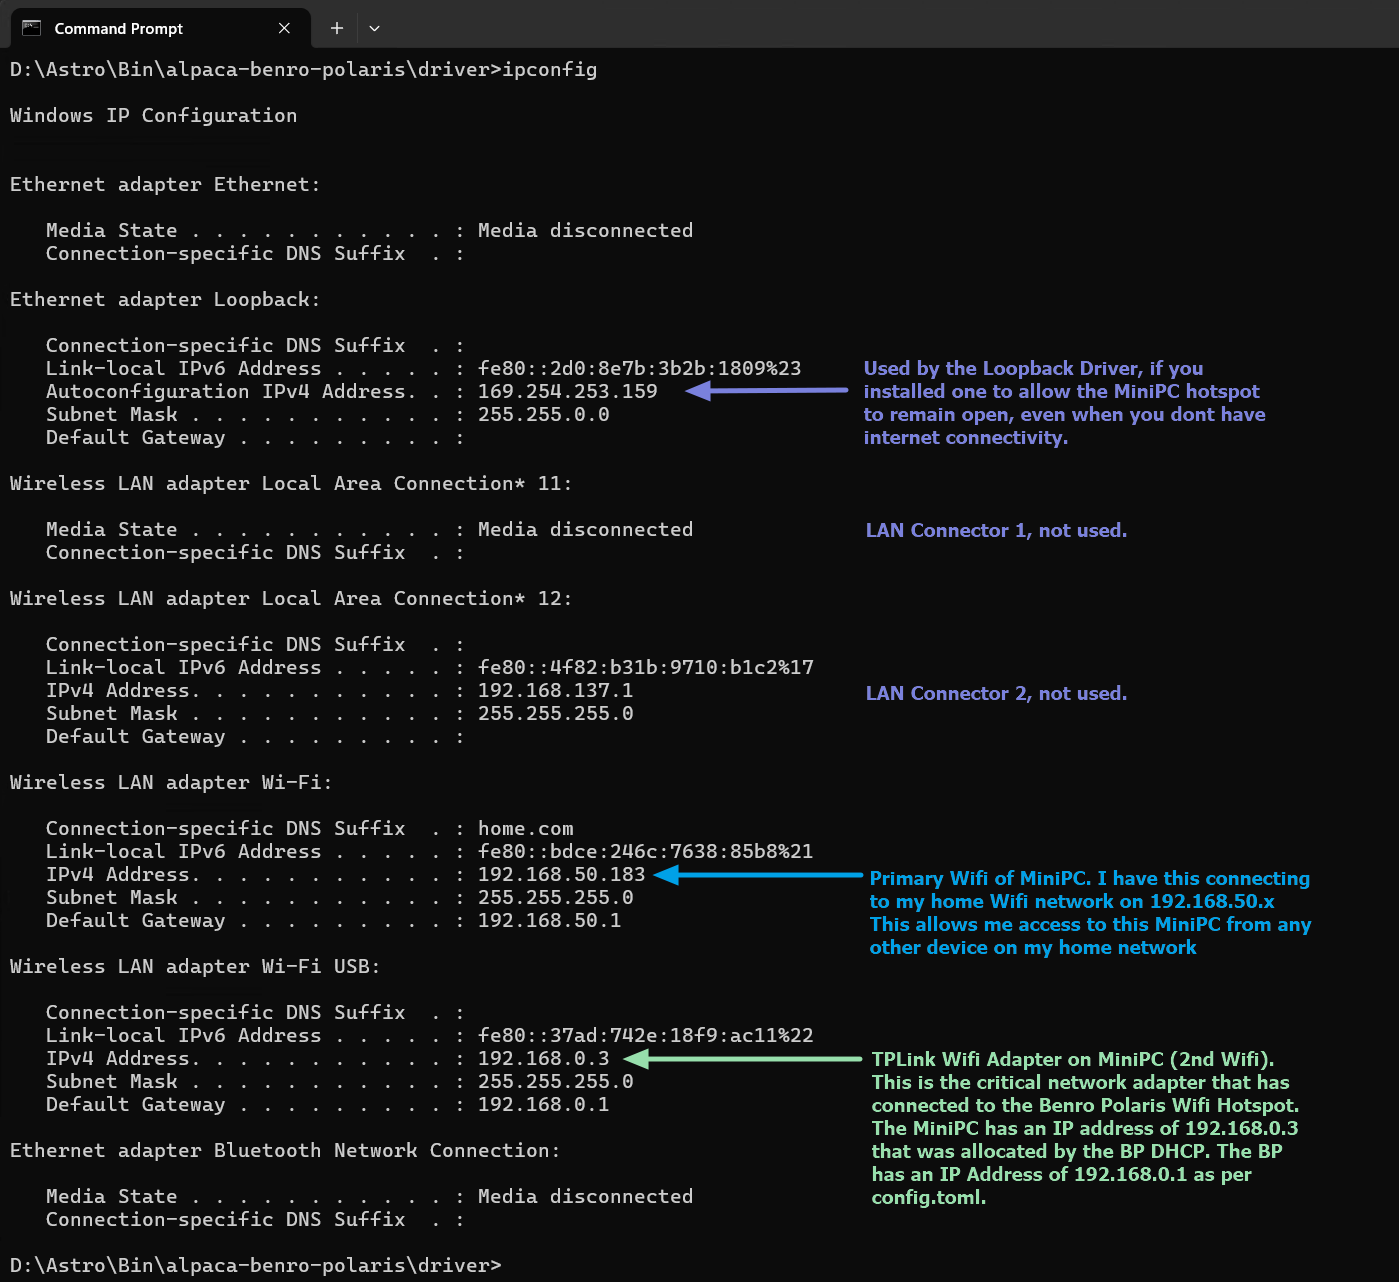 Command Prompt
D:\Astro\Bin\alpaca-benro-polaris\driver>ipconfig
Windows IP Configuration
Ethernet adapter Ethernet:
Media State . . . . . . . . . . . : Media disconnected
Connection-specific DNS Suffix  . :
Ethernet adapter Loopback:
Connection-specific DNS Suffix  . :
Link-local IPv6 Address . . . . . : fe80::2d0:8e7b:3b2b:1809%23
Autoconfiguration IPv4 Address. . : 169.254.253.159
Subnet Mask . . . . . . . . . . . : 255.255.0.0
Default Gateway . . . . . . . . . :
Used by the Loopback Driver, if you
installed one to allow the MiniPC hotspot
to remain open, even when you dont have
internet connectivity.
Wireless LAN adapter Local Area Connection* 11:
Media State . . . . . . . . . . . : Media disconnected
LAN Connector 1, not used.
Connection-specific DNS Suffix  . :
Wireless LAN adapter Local Area Connection* 12:
Connection-specific DNS Suffix  . :
Link-local IPv6 Address . . . . . : fe80::4f82:b31b:9710:b1c2%17
IPv4 Address. . . . . . . . . . . : 192.168.137.1
LAN Connector 2, not used.
Subnet Mask . . . . . . . . . . . : 255.255.255.0
Default Gateway . . . . . . . . . :
Wireless LAN adapter Wi-Fi:
Connection-specific DNS Suffix  . : home.com
Link-local IPv6 Address . . . . . : fe80::bdce:246c:7638:85b8%21
IPv4 Address. . . . . . . . . . . : 192.168.50.183
Subnet Mask . . . . . . . . . . . : 255.255.255.0
Default Gateway . . . . . . . . . : 192.168.50.1
Primary Wifi of MiniPC. I have this connecting
to my home Wifi network on 192.168.50.x
This allows me access to this MiniPC from any
other device on my home network
Wireless LAN adapter Wi-Fi USB:
Connection-specific DNS Suffix  . :
Link-local IPv6 Address . . . . . : fe80::37ad:742e:18f9:ac11%22
IPv4 Address. . . . . . . . . . . : 192.168.0.3
Subnet Mask . . . . . . . . . . . : 255.255.255.0
Default Gateway . . . . . . . . . : 192.168.0.1
TPLink Wifi Adapter on MiniPC (2nd Wifi).
This is the critical network adapter that has
connected to the Benro Polaris Wifi Hotspot.
The MiniPC has an IP address of 192.168.0.3
that was allocated by the BP DHCP. The BP
has an IP Address of 192.168.0.1 as per
config.toml.
Ethernet adapter Bluetooth Network Connection:
Media State . . . . . . . . . . . : Media disconnected
Connection-specific DNS Suffix  . :
D:\Astro\Bin\alpaca-benro-polaris\driver>